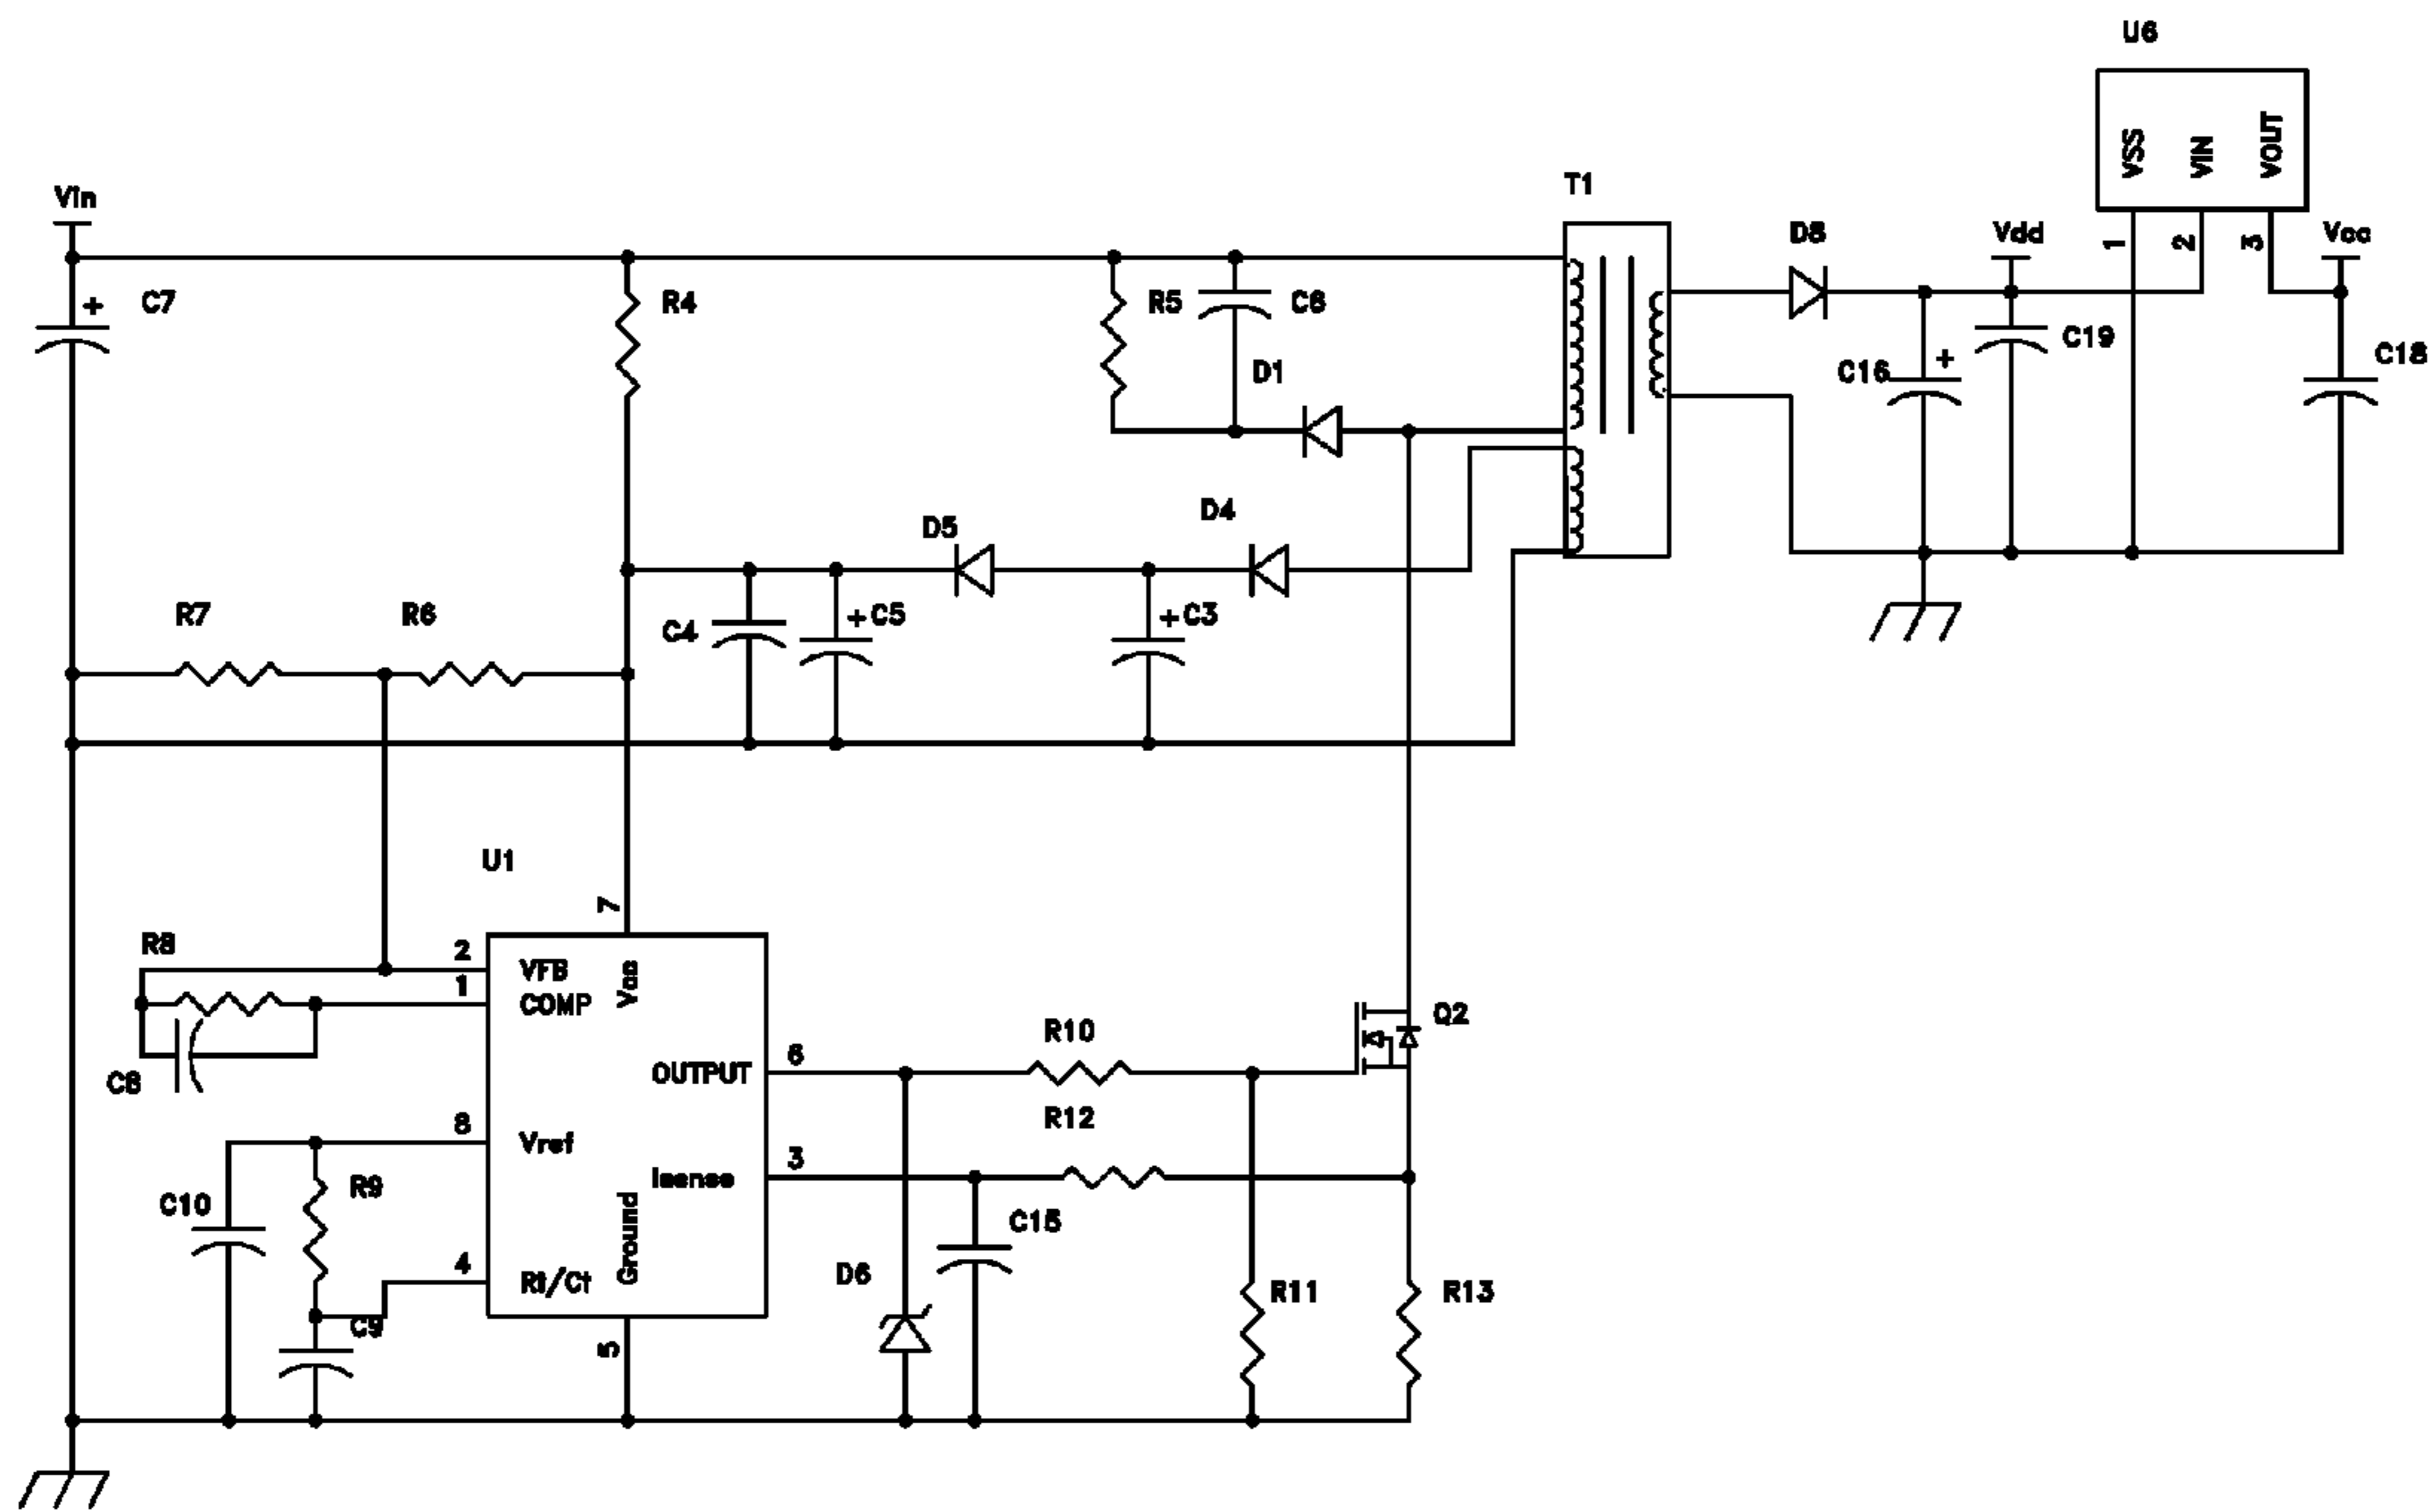 U6
VSS VIN VOUT
1 2 3
T1
Vin
D8
Vdd
Vcc
+ C7
R4
R5
C6
C19
D1
C16 +
C18
D5
D4
R7
R6
C4
+C5
+C3
U1
7
R8
2
VFB
1
COMP
Vcc
C8
R10
Q2
6
OUTPUT
R12
8
Vref
3
Isense
C10
R9
C15
Ground
4
Rt/Ct
D6
R11
R13
C9
5